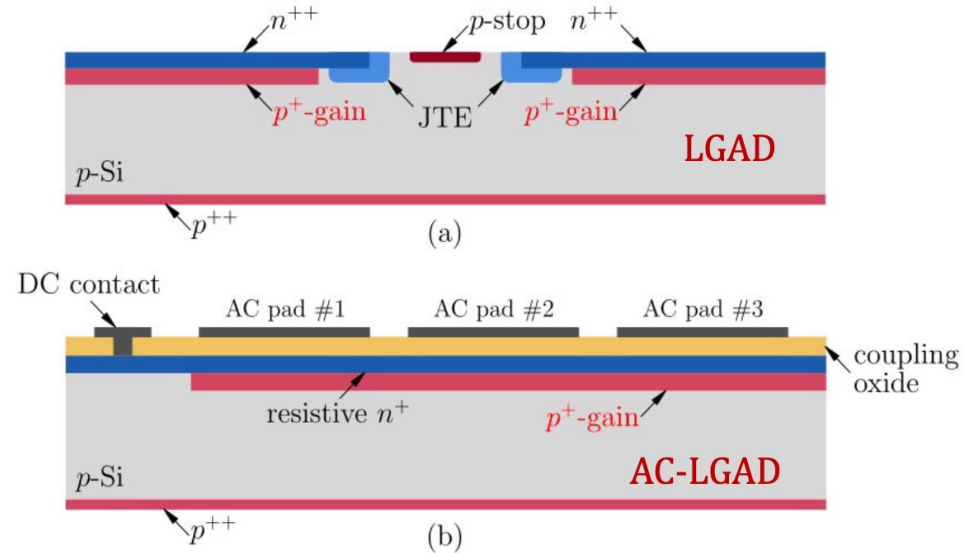 n++
p-stop
n++
p+-gain
JTE
p+-gain
LGAD
p-Si
p++
(a)
DC contact
AC pad #1
AC pad #2
AC pad #3
coupling
oxide
resistive n+
p+-gain
p-Si
AC-LGAD
p++
(b)